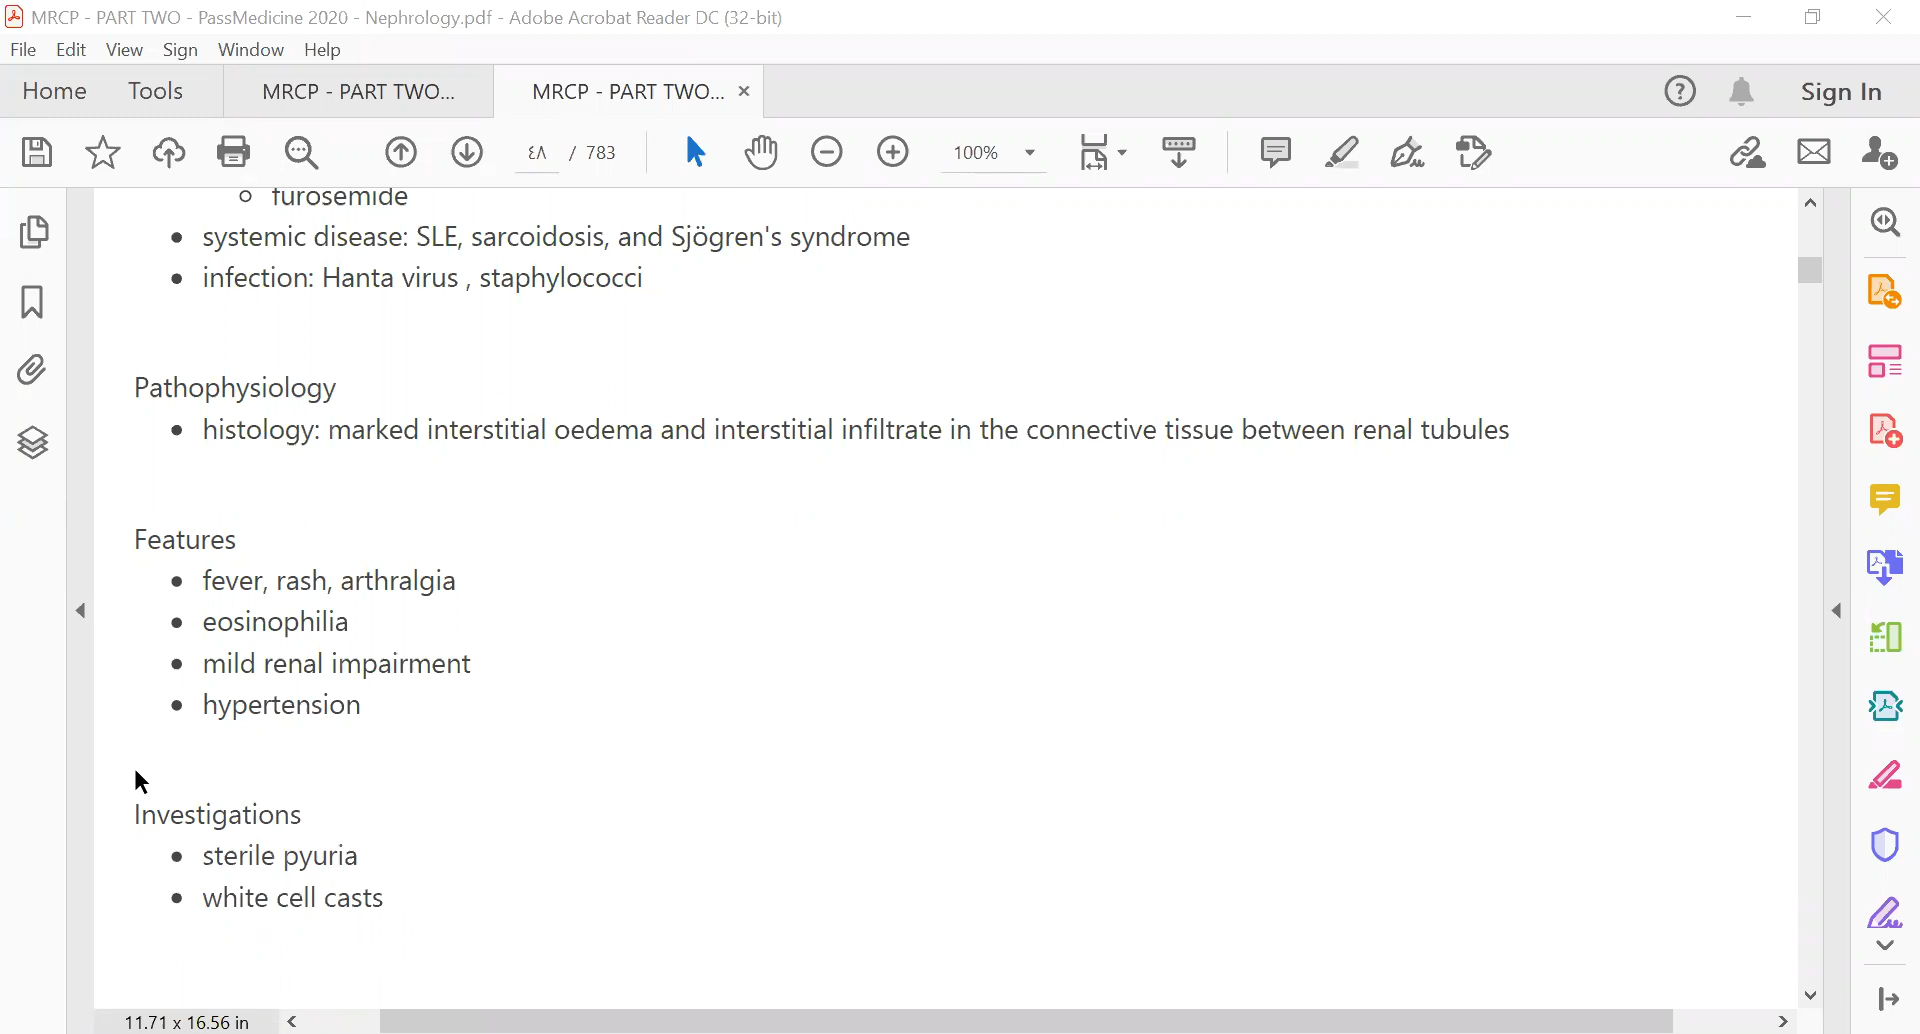 MRCP - PART TWO - PassMedicine 2020 - Nephrology.pdf - Adobe Acrobat Reader DC (32-bit)
File Edit View Sign Window Help
Home Tools MRCP - PART TWO... MRCP - PART TWO... × Sign In
٤٨ / 783 100%
furosemide
systemic disease: SLE, sarcoidosis, and Sjögren's syndrome
infection: Hanta virus , staphylococci
Pathophysiology
histology: marked interstitial oedema and interstitial infiltrate in the connective tissue between renal tubules
Features
fever, rash, arthralgia
eosinophilia
mild renal impairment
hypertension
Investigations
sterile pyuria
white cell casts
11.71 x 16.56 in